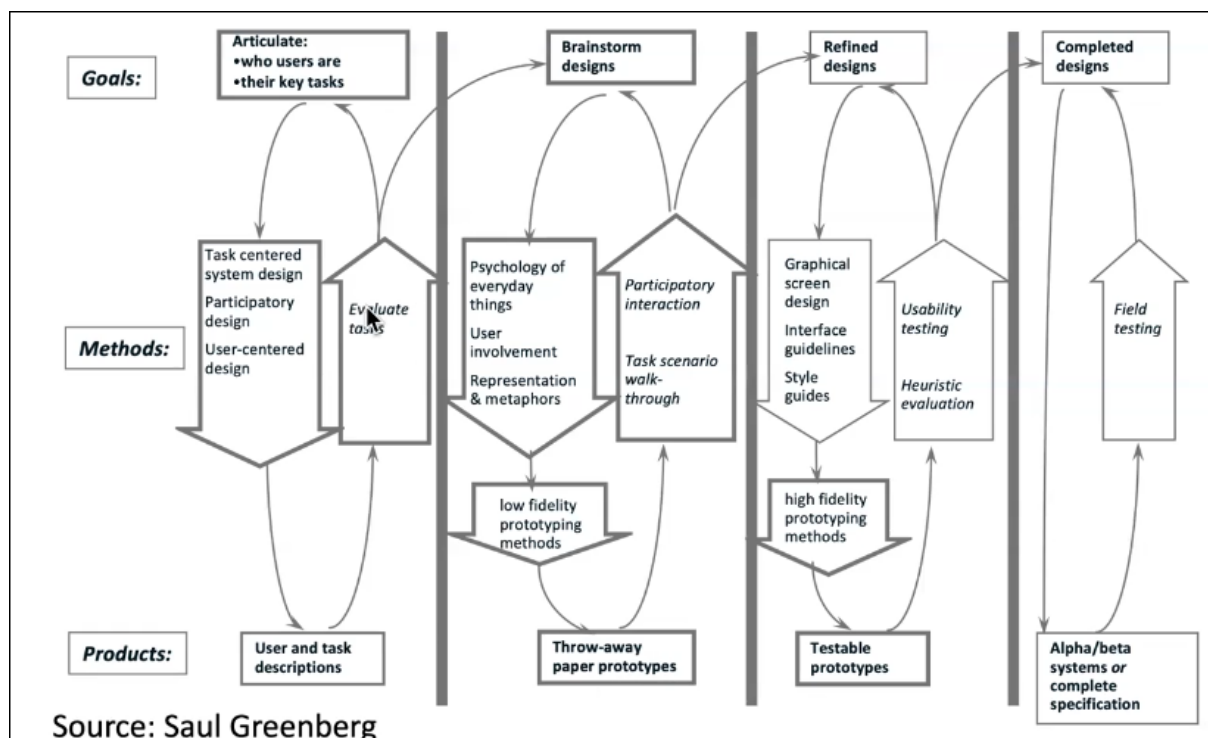 Goals:
Articulate:
•who users are
•their key tasks
Brainstorm
designs
Refined
designs
Completed
designs
Methods:
Task centered
system design
Participatory
design
User-centered
design
Evaluate
tasks
Psychology of
everyday
things
User
involvement
Representation
& metaphors
low fidelity
prototyping
methods
Participatory
interaction
Task scenario
walk-
through
Graphical
screen
design
Interface
guidelines
Style
guides
high fidelity
prototyping
methods
Usability
testing
Heuristic
evaluation
Field
testing
Products:
User and task
descriptions
Throw-away
paper prototypes
Testable
prototypes
Alpha/beta
systems or
complete
specification
Source: Saul Greenberg